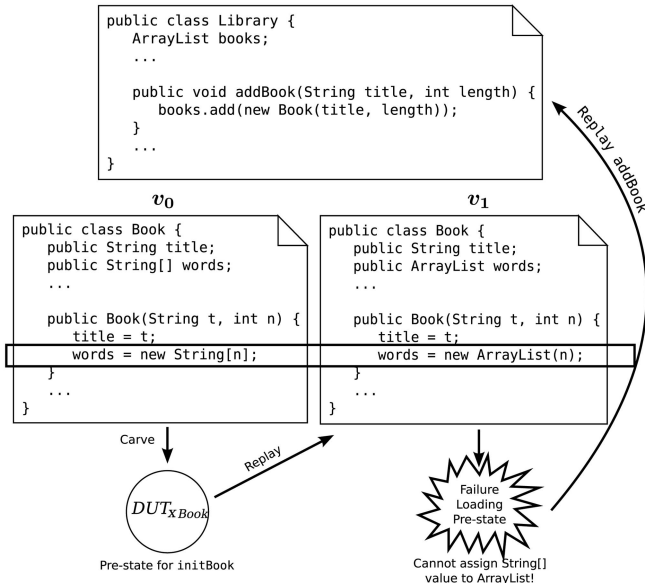 public class Library {
ArrayList books;
...
public void addBook(String title, int length) {
books.add(new Book(title, length));
}
...
}
Replay addBook
v0
public class Book {
public String title;
public String[] words;
...
public Book(String t, int n) {
title = t;
words = new String[n];
}
...
}
v1
public class Book {
public String title;
public ArrayList words;
...
public Book(String t, int n) {
title = t;
words = new ArrayList(n);
}
...
}
Carve
Replay
DUTx Book
Pre-state for initBook
Failure
Loading
Pre-state
Cannot assign String[]
value to ArrayList!